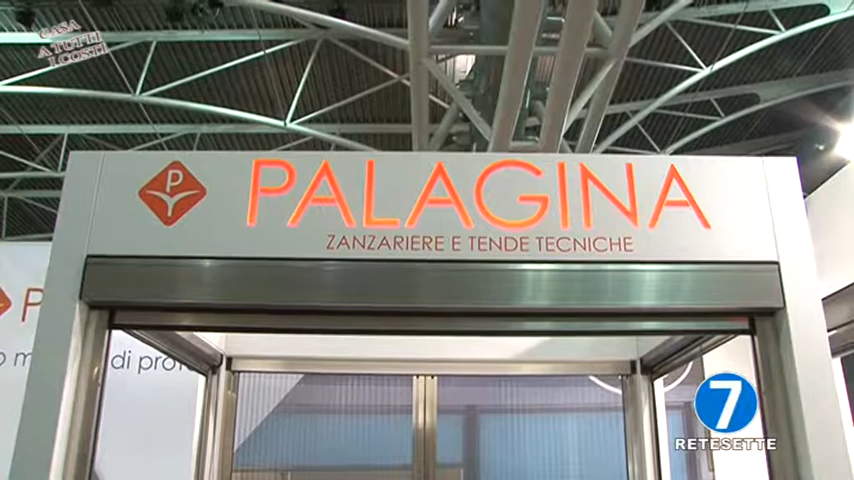 CASA
A TUTTI
I COSTI
P
PALAGINA
ZANZARIERE E TENDE TECNICHE
P
di prof
7
RETESETTE